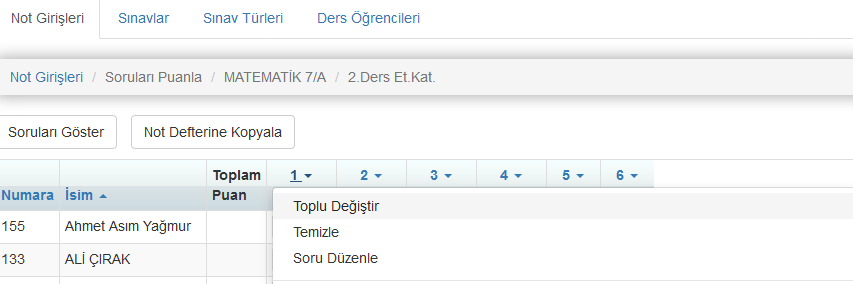 Not Girişleri Sınavlar Sınav Türleri Ders Öğrencileri
Not Girişleri / Soruları Puanla / MATEMATİK 7/A / 2.Ders Et.Kat.
Soruları Göster Not Defterine Kopyala
Numara İsim Toplam Puan 1 2 3 4 5 6
Toplu Değiştir
155 Ahmet Asım Yağmur
Temizle
133 ALİ ÇIRAK
Soru Düzenle